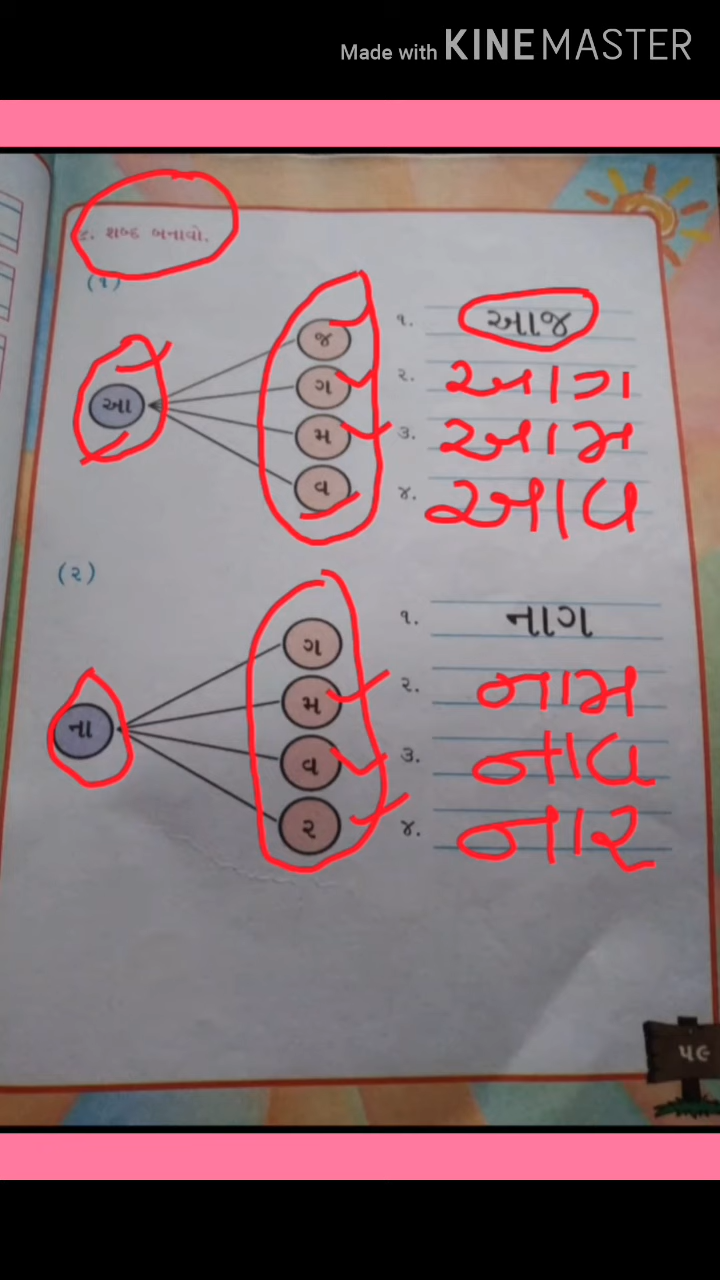 Made with KINEMASTER
૮. શબ્દ બનાવો.
(૧)
આ
જ
ગ
મ
વ
૧. આજ
૨. આગ
૩. આમ
૪. આવ
(૨)
ના
ગ
મ
વ
ર
૧. નાગ
૨. નામ
૩. નાવ
૪. નાર
૫૯